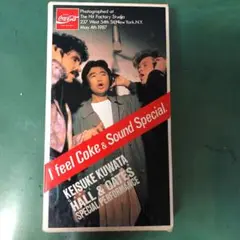 Coca-Cola
Photographed at
The Hit Factory Studio
237 West 54th St New York, N.Y.
May 4th 1987
I feel Coke & Sound Special.
KEISUKE KUWATA
HALL & OATES
SPECIAL PERFORMANCE